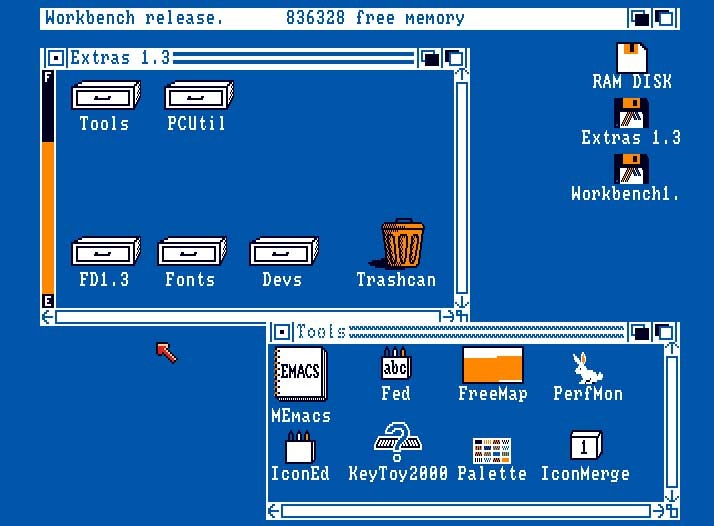 Workbench release. 836328 free memory
Extras 1.3
F
RAM DISK
Tools PCUtil
Extras 1.3
Workbench1.
FD1.3 Fonts Devs Trashcan
E
Tools
EMACS
abc
MEmacs Fed FreeMap PerfMon
?
1
IconEd KeyToy2000 Palette IconMerge